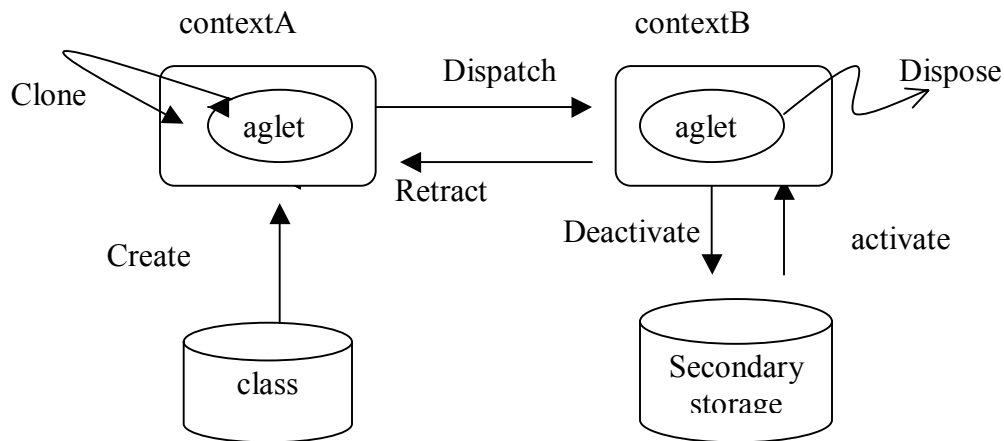 contextA
contextB
Clone
Dispatch
Dispose
aglet
aglet
Retract
Create
Deactivate
activate
class
Secondary
storage